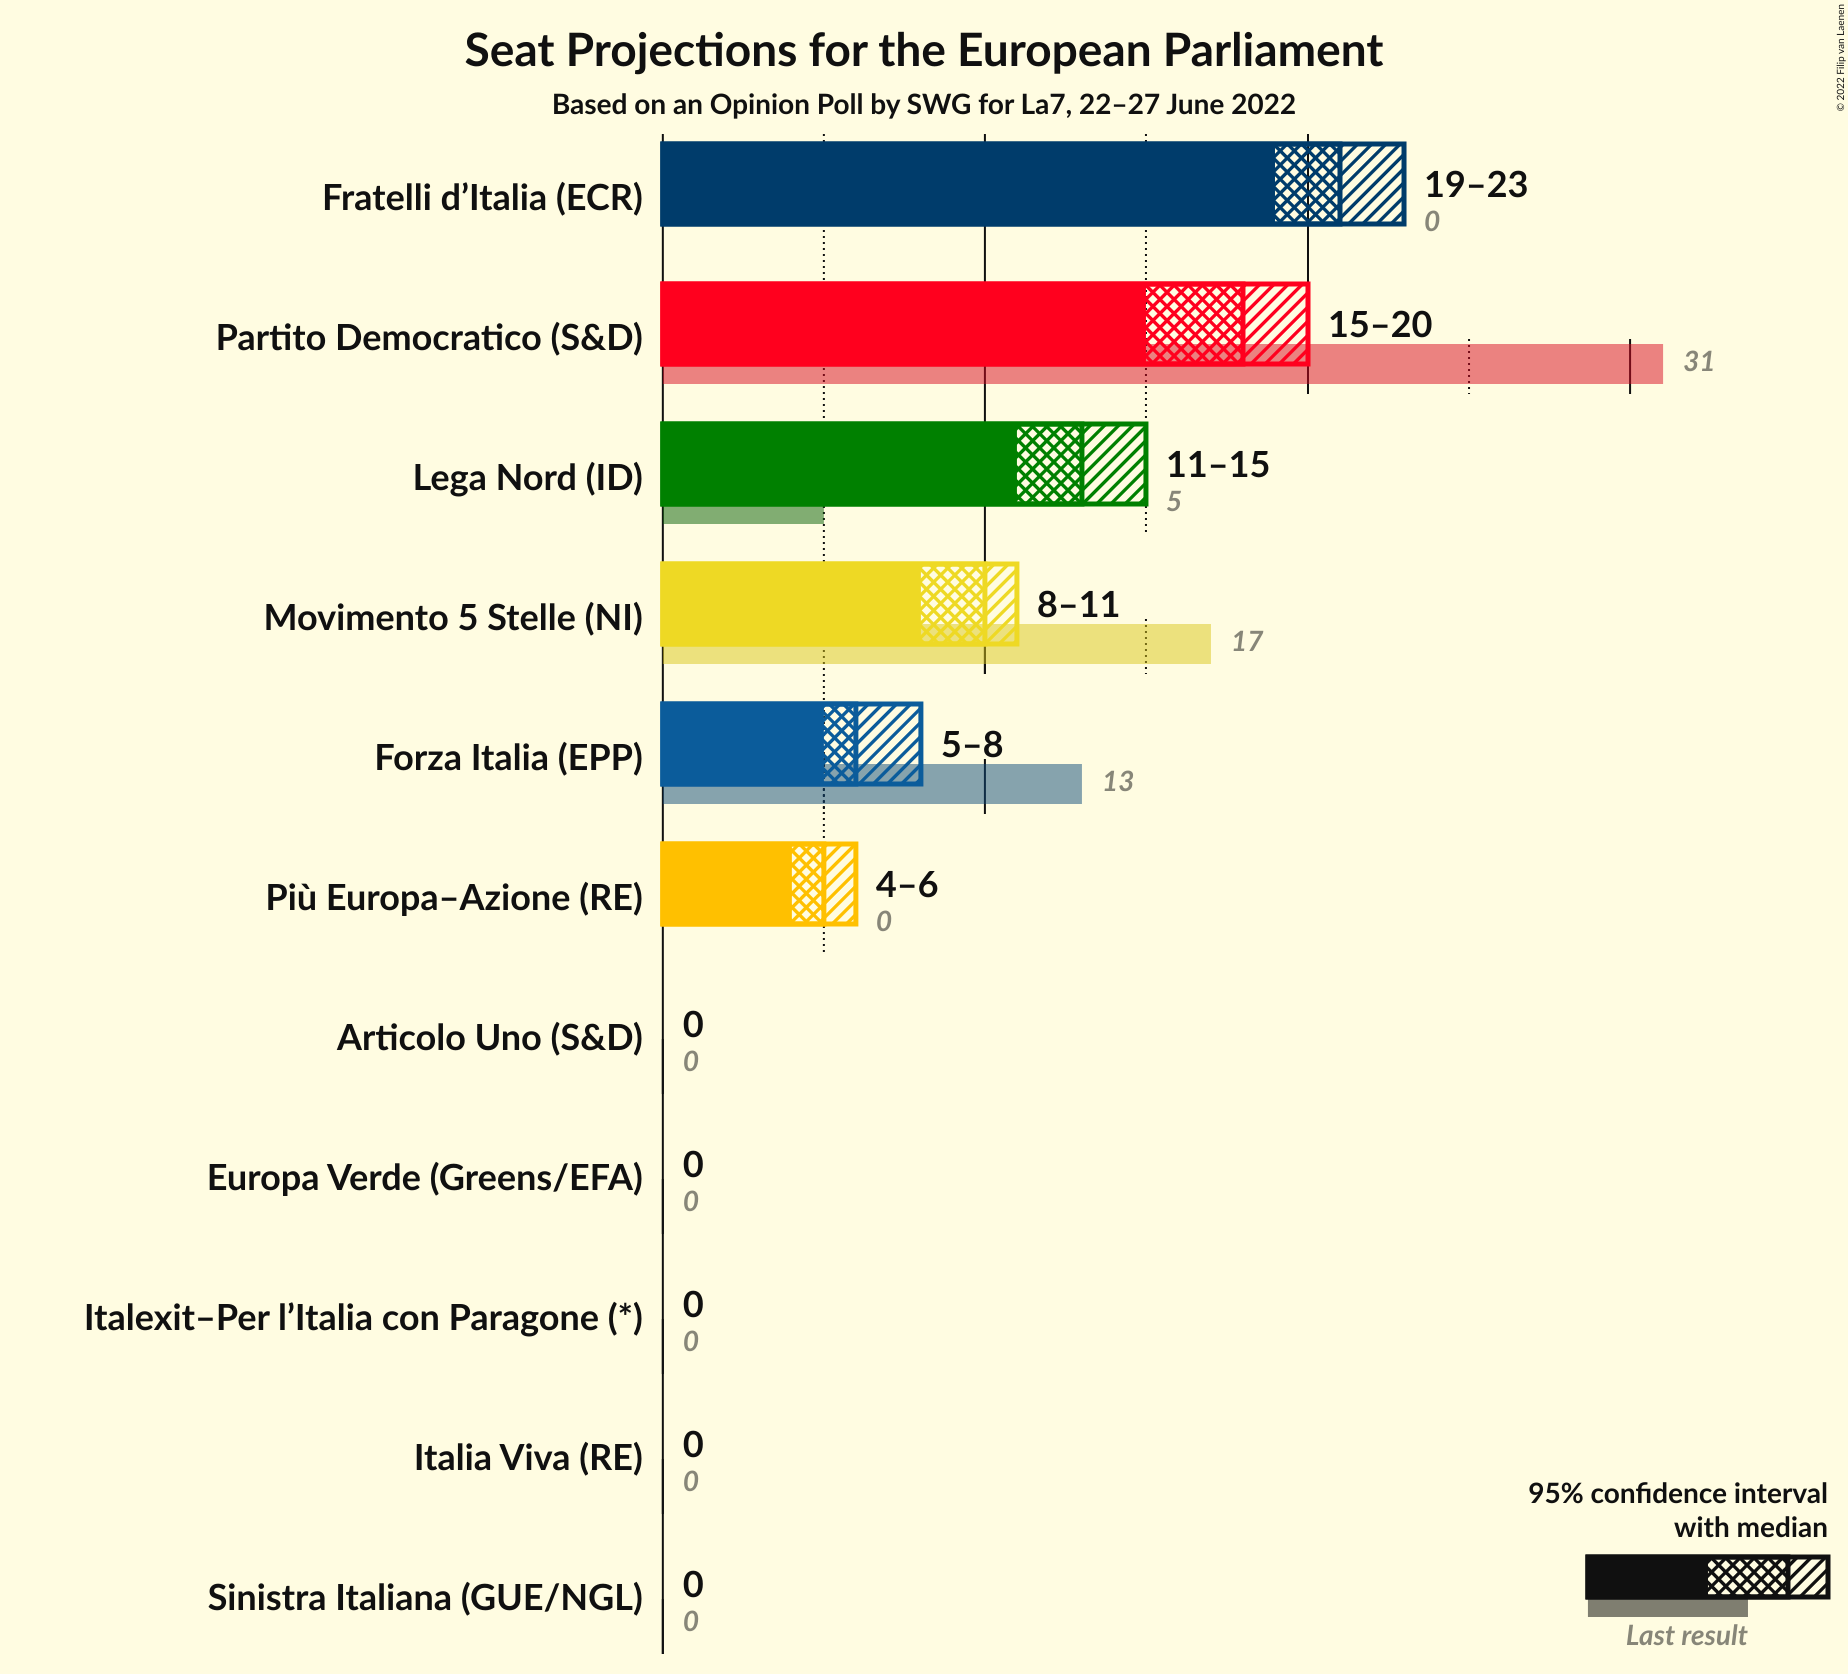 Seat Projections for the European Parliament
Based on an Opinion Poll by SWG for La7, 22–27 June 2022
© 2022 Filip van Laenen
Fratelli d’Italia (ECR)
19–23
0
Partito Democratico (S&D)
15–20
31
Lega Nord (ID)
11–15
5
Movimento 5 Stelle (NI)
8–11
17
Forza Italia (EPP)
5–8
13
Più Europa–Azione (RE)
4–6
0
Articolo Uno (S&D)
0
0
Europa Verde (Greens/EFA)
0
0
Italexit–Per l’Italia con Paragone (*)
0
0
Italia Viva (RE)
0
0
Sinistra Italiana (GUE/NGL)
0
0
95% confidence interval
with median
Last result